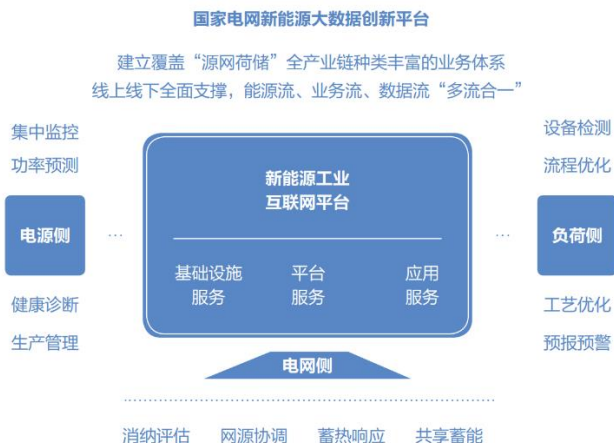 国家电网新能源大数据创新平台
建立覆盖“源网荷储”全产业链种类丰富的业务体系
线上线下全面支撑，能源流、业务流、数据流“多流合一”
集中监控
功率预测
电源侧
健康诊断
生产管理
...
新能源工业
互联网平台
基础设施
服务
平台
服务
应用
服务
...
设备检测
流程优化
负荷侧
工艺优化
预报预警
电网侧
消纳评估 网源协调 蓄热响应 共享蓄能